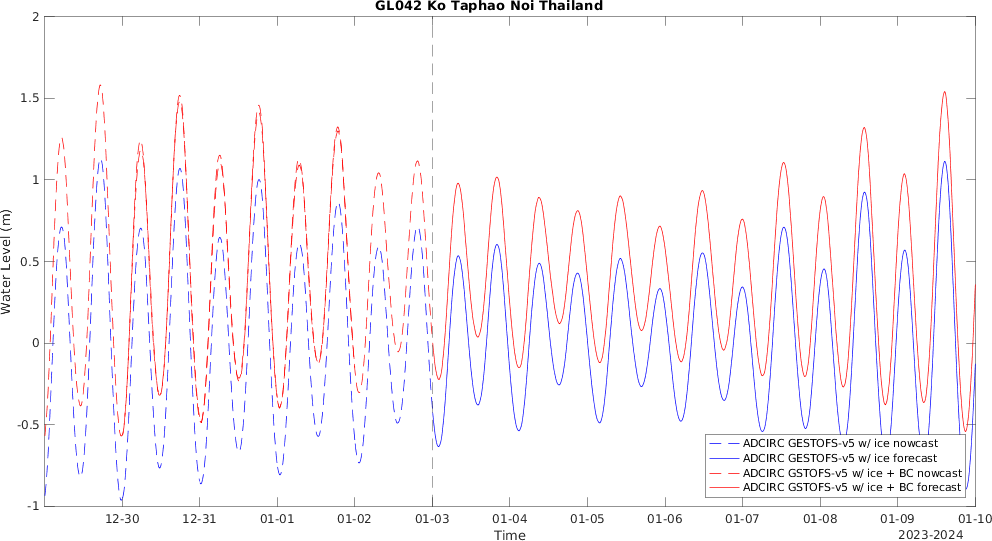 GL042 Ko Taphao Noi Thailand
2
1.5
1
0.5
0
-0.5
-1
Water Level (m)
12-30 12-31 01-01 01-02 01-03 01-04 01-05 01-06 01-07 01-08 01-09 01-10
Time
2023-2024
ADCIRC GESTOFS-v5 w/ ice nowcast
ADCIRC GESTOFS-v5 w/ ice forecast
ADCIRC GSTOFS-v5 w/ ice + BC nowcast
ADCIRC GSTOFS-v5 w/ ice + BC forecast